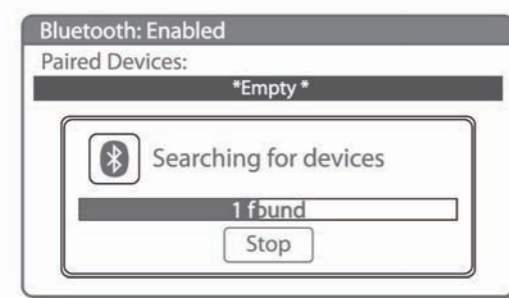 Bluetooth: Enabled
Paired Devices:
*Empty *
Searching for devices
1 found
Stop